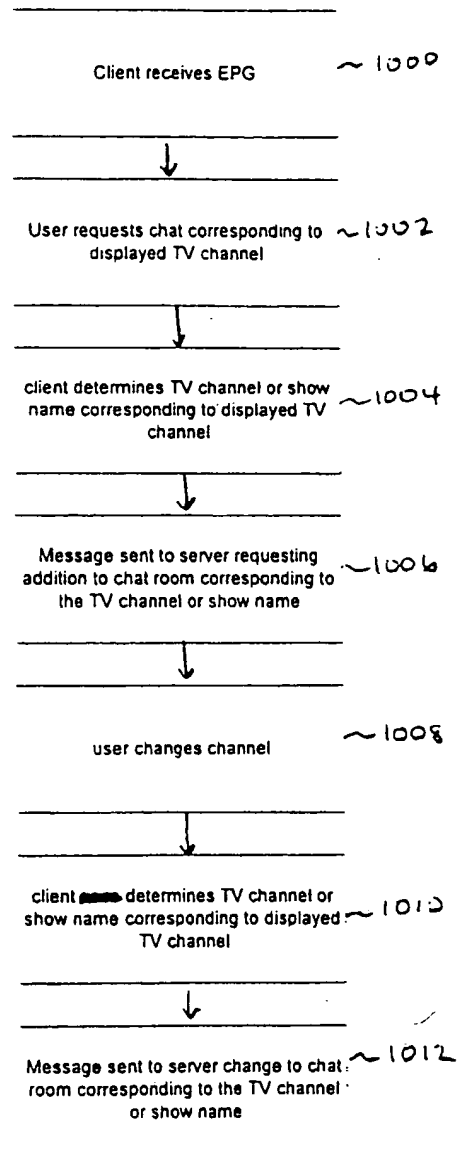 Client receives EPG ~ 1000
User requests chat corresponding to ~1002
displayed TV channel
client determines TV channel or show
name corresponding to displayed TV ~1004
channel
Message sent to server requesting ~1006
addition to chat room corresponding to
the TV channel or show name
user changes channel ~1008
client determines TV channel or
show name corresponding to displayed ~1010
TV channel
Message sent to server change to chat ~1012
room corresponding to the TV channel
or show name